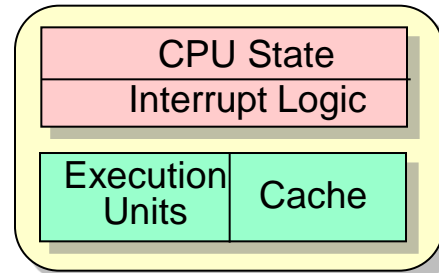 CPU State
Interrupt Logic
Execution
Units
Cache